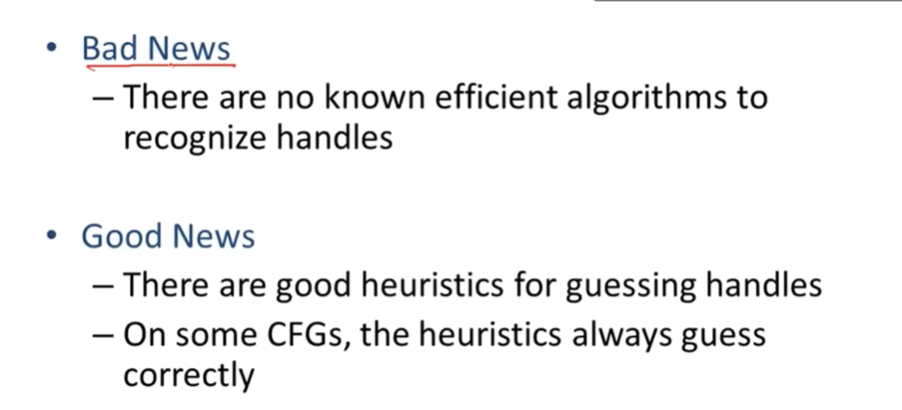 • Bad News
– There are no known efficient algorithms to
recognize handles
• Good News
– There are good heuristics for guessing handles
– On some CFGs, the heuristics always guess
correctly